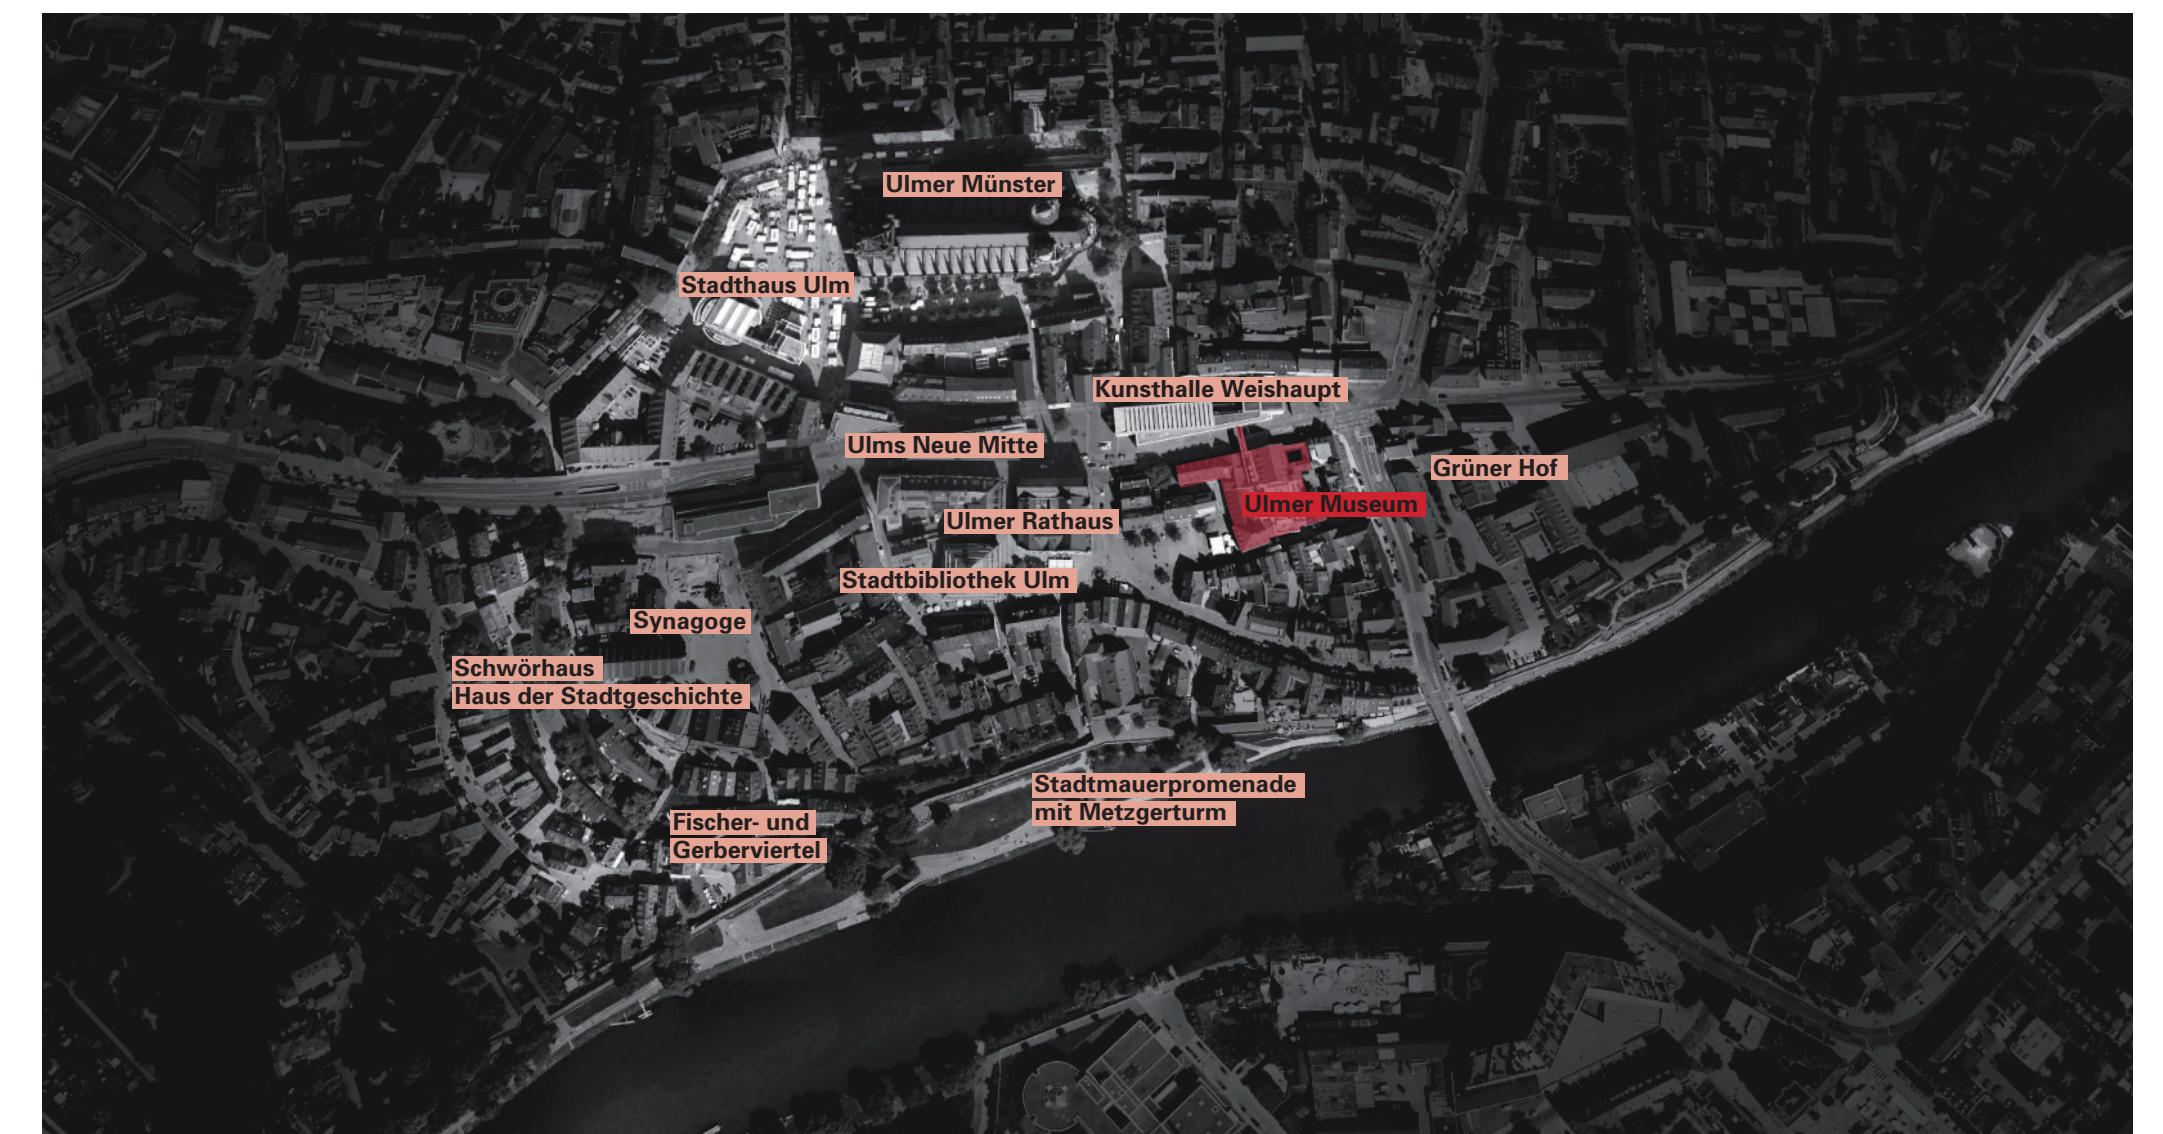 Ulmer Münster
Stadthaus Ulm
Kunsthalle Weishaupt
Ulms Neue Mitte
Grüner Hof
Ulmer Museum
Ulmer Rathaus
Stadtbibliothek Ulm
Synagoge
Schwörhaus
Haus der Stadtgeschichte
Stadtmauerpromenade
mit Metzgerturm
Fischer- und
Gerberviertel